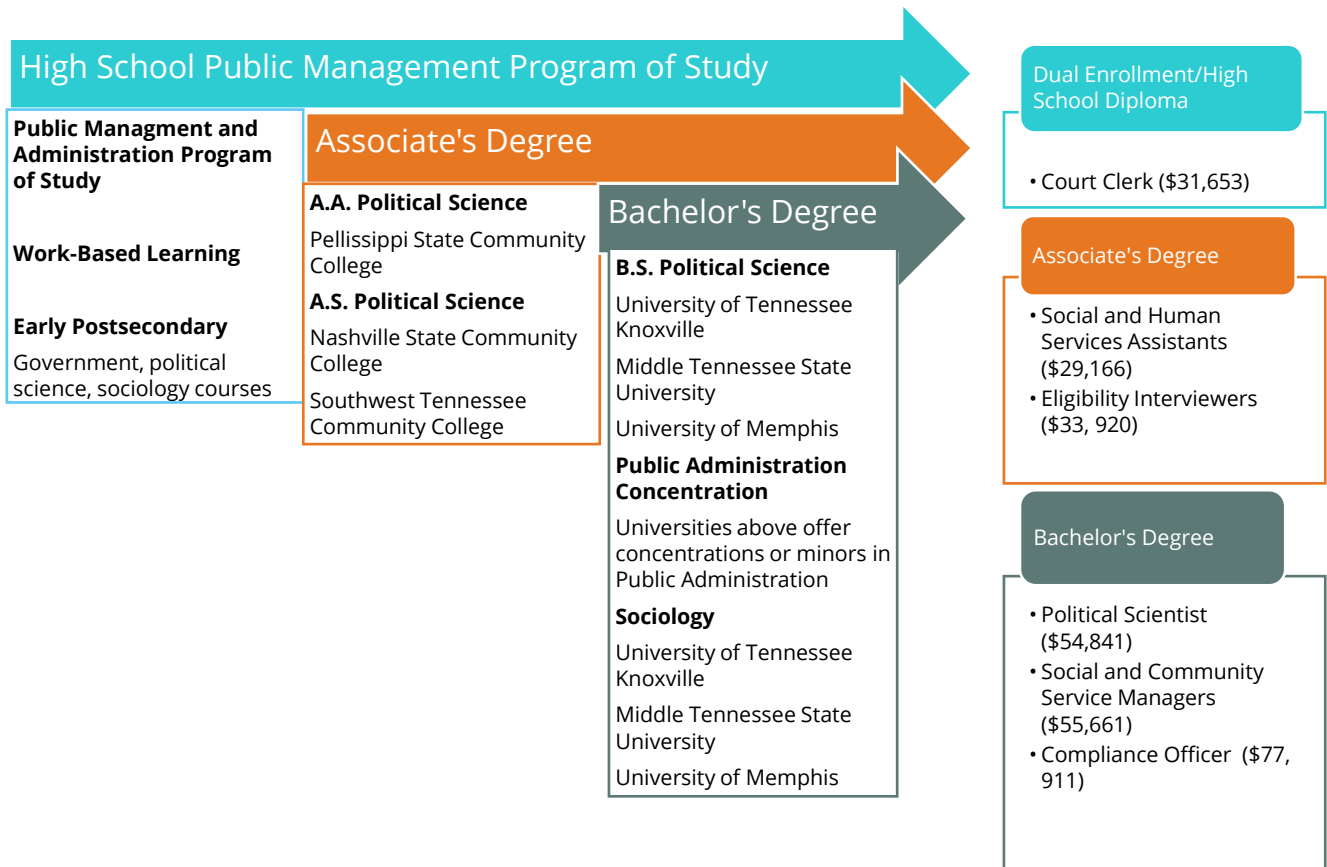 High School Public Management Program of Study
Public Managment and
Administration Program
of Study
Work-Based Learning
Early Postsecondary
Government, political
science, sociology courses
Associate's Degree
A.A. Political Science
Pellissippi State Community
College
A.S. Political Science
Nashville State Community
College
Southwest Tennessee
Community College
Bachelor's Degree
B.S. Political Science
University of Tennessee
Knoxville
Middle Tennessee State
University
University of Memphis
Public Administration
Concentration
Universities above offer
concentrations or minors in
Public Administration
Sociology
University of Tennessee
Knoxville
Middle Tennessee State
University
University of Memphis
Dual Enrollment/High
School Diploma
• Court Clerk ($31,653)
Associate's Degree
• Social and Human
Services Assistants
($29,166)
• Eligibility Interviewers
($33, 920)
Bachelor's Degree
• Political Scientist
($54,841)
• Social and Community
Service Managers
($55,661)
• Compliance Officer ($77,
911)